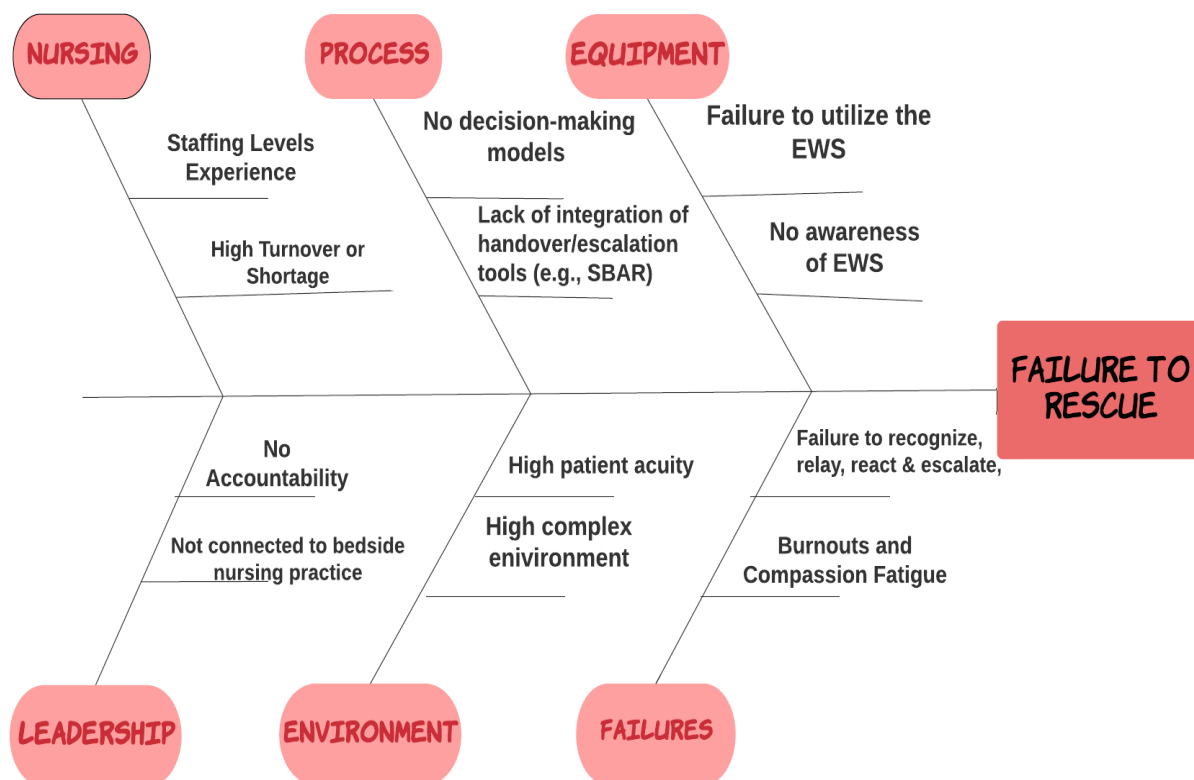 NURSING
PROCESS
EQUIPMENT
Staffing Levels
Experience
High Turnover or
Shortage
No decision-making
models
Lack of integration of
handover/escalation
tools (e.g., SBAR)
Failure to utilize the
EWS
No awareness
of EWS
FAILURE TO
RESCUE
No
Accountability
Not connected to bedside
nursing practice
High patient acuity
High complex
enivironment
Failure to recognize,
relay, react & escalate,
Burnouts and
Compassion Fatigue
LEADERSHIP
ENVIRONMENT
FAILURES